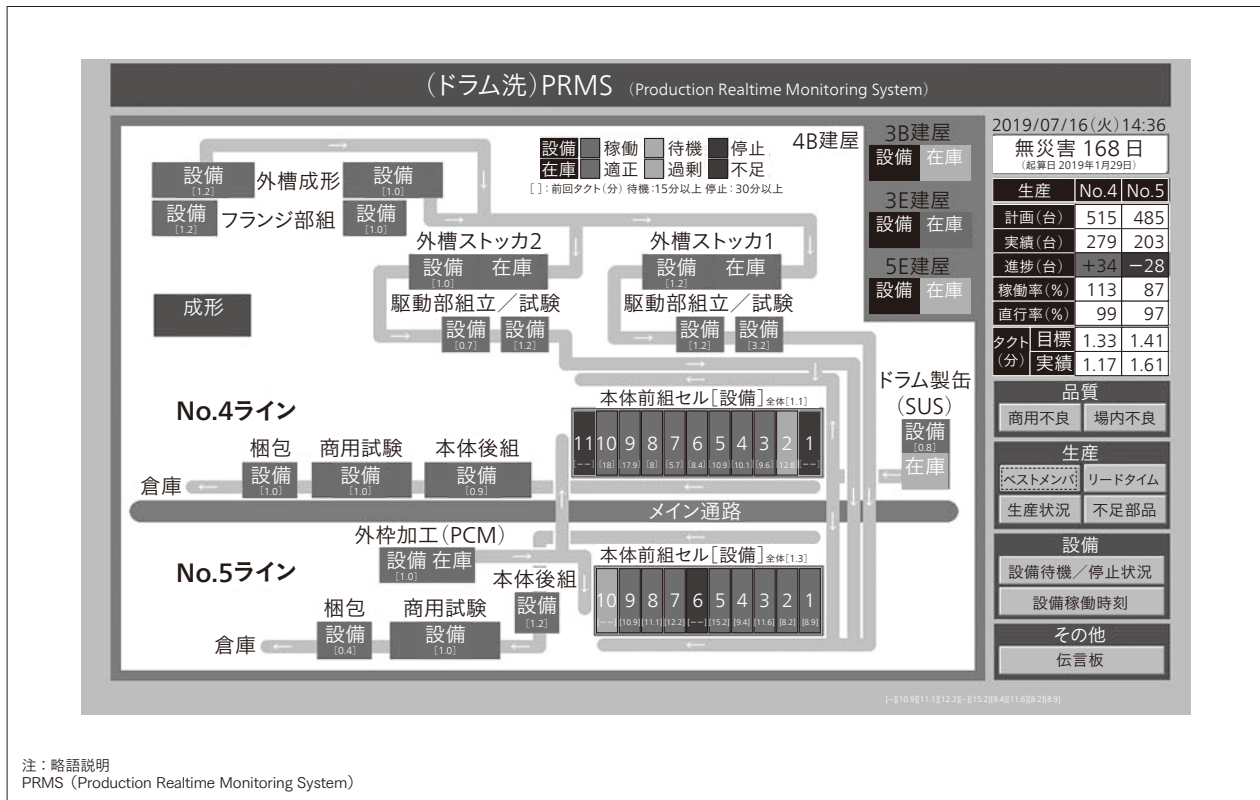 (ドラム洗)PRMS (Production Realtime Monitoring System)
設備 稼働 待機 停止
在庫 適正 過剰 不足
[ ]:前回タクト(分) 待機:15分以上 停止:30分以上
4B建屋
3B建屋
設備 在庫
3E建屋
設備 在庫
5E建屋
設備 在庫
設備 [1.2] 外槽成形 設備 [1.0]
設備 [1.2] フランジ部組 設備 [1.0]
成形
外槽ストッカ2
設備 在庫
[1.0]
外槽ストッカ1
設備 在庫
[1.2]
駆動部組立/試験
設備 設備
[0.7] [1.2]
駆動部組立/試験
設備 設備
[1.2] [3.2]
ドラム製缶
(SUS)
設備
[0.8]
在庫
No.4ライン
本体前組セル[設備]全体[1.1]
11 10 9 8 7 6 5 4 3 2 1
[--] [18] [17.9] [8] [5.7] [8.4] [10.9] [10.1] [9.6] [12.8] [--]
梱包 商用試験 本体後組
設備 設備 設備
[1.0] [1.0] [0.9]
倉庫
メイン通路
外枠加工(PCM)
設備 在庫
[1.0]
No.5ライン
本体前組セル[設備]全体[1.3]
10 9 8 7 6 5 4 3 2 1
[--] [10.9] [11.1] [12.2] [--] [15.2] [9.4] [11.6] [8.2] [8.9]
本体後組
設備
[1.2]
梱包 商用試験
設備 設備
[0.4] [1.0]
倉庫
2019/07/16(火)14:36
無災害 168 日
(起算日 2019年1月29日)
生産 No.4 No.5
計画(台) 515 485
実績(台) 279 203
進捗(台) +34 −28
稼働率(%) 113 87
直行率(%) 99 97
タクト(分) 目標 1.33 1.41
実績 1.17 1.61
品質
商用不良 場内不良
生産
ベストメンバ リードタイム
生産状況 不足部品
設備
設備待機/停止状況
設備稼働時刻
その他
伝言板
[--][10.9][11.1][12.2][--][15.2][9.4][11.6][8.2][8.9]
注:略語説明
PRMS(Production Realtime Monitoring System)